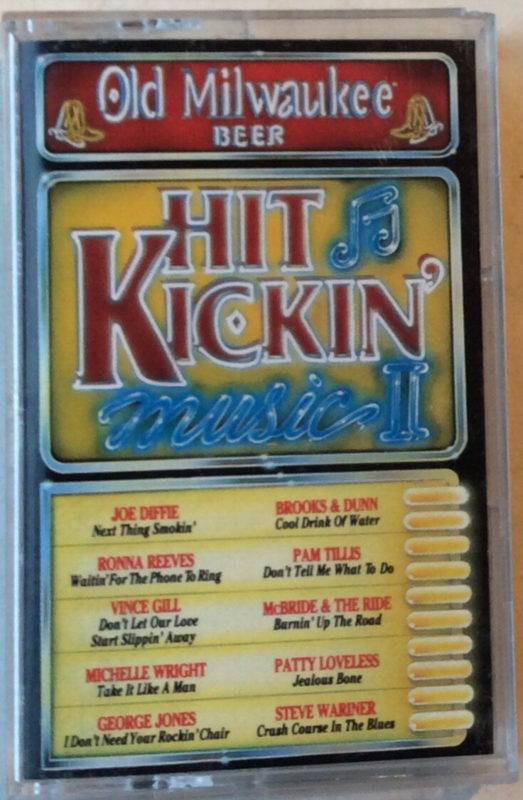 Old Milwaukee
BEER
HIT
KICKIN'
music II
JOE DIFFIE
Next Thing Smokin'
BROOKS & DUNN
Cool Drink Of Water
RONNA REEVES
Waitin' For The Phone To Ring
PAM TILLIS
Don't Tell Me What To Do
VINCE GILL
Don't Let Our Love
Start Slippin' Away
McBRIDE & THE RIDE
Burnin' Up The Road
MICHELLE WRIGHT
Take It Like A Man
PATTY LOVELESS
Jealous Bone
GEORGE JONES
I Don't Need Your Rockin' Chair
STEVE WARINER
Crash Course In The Blues